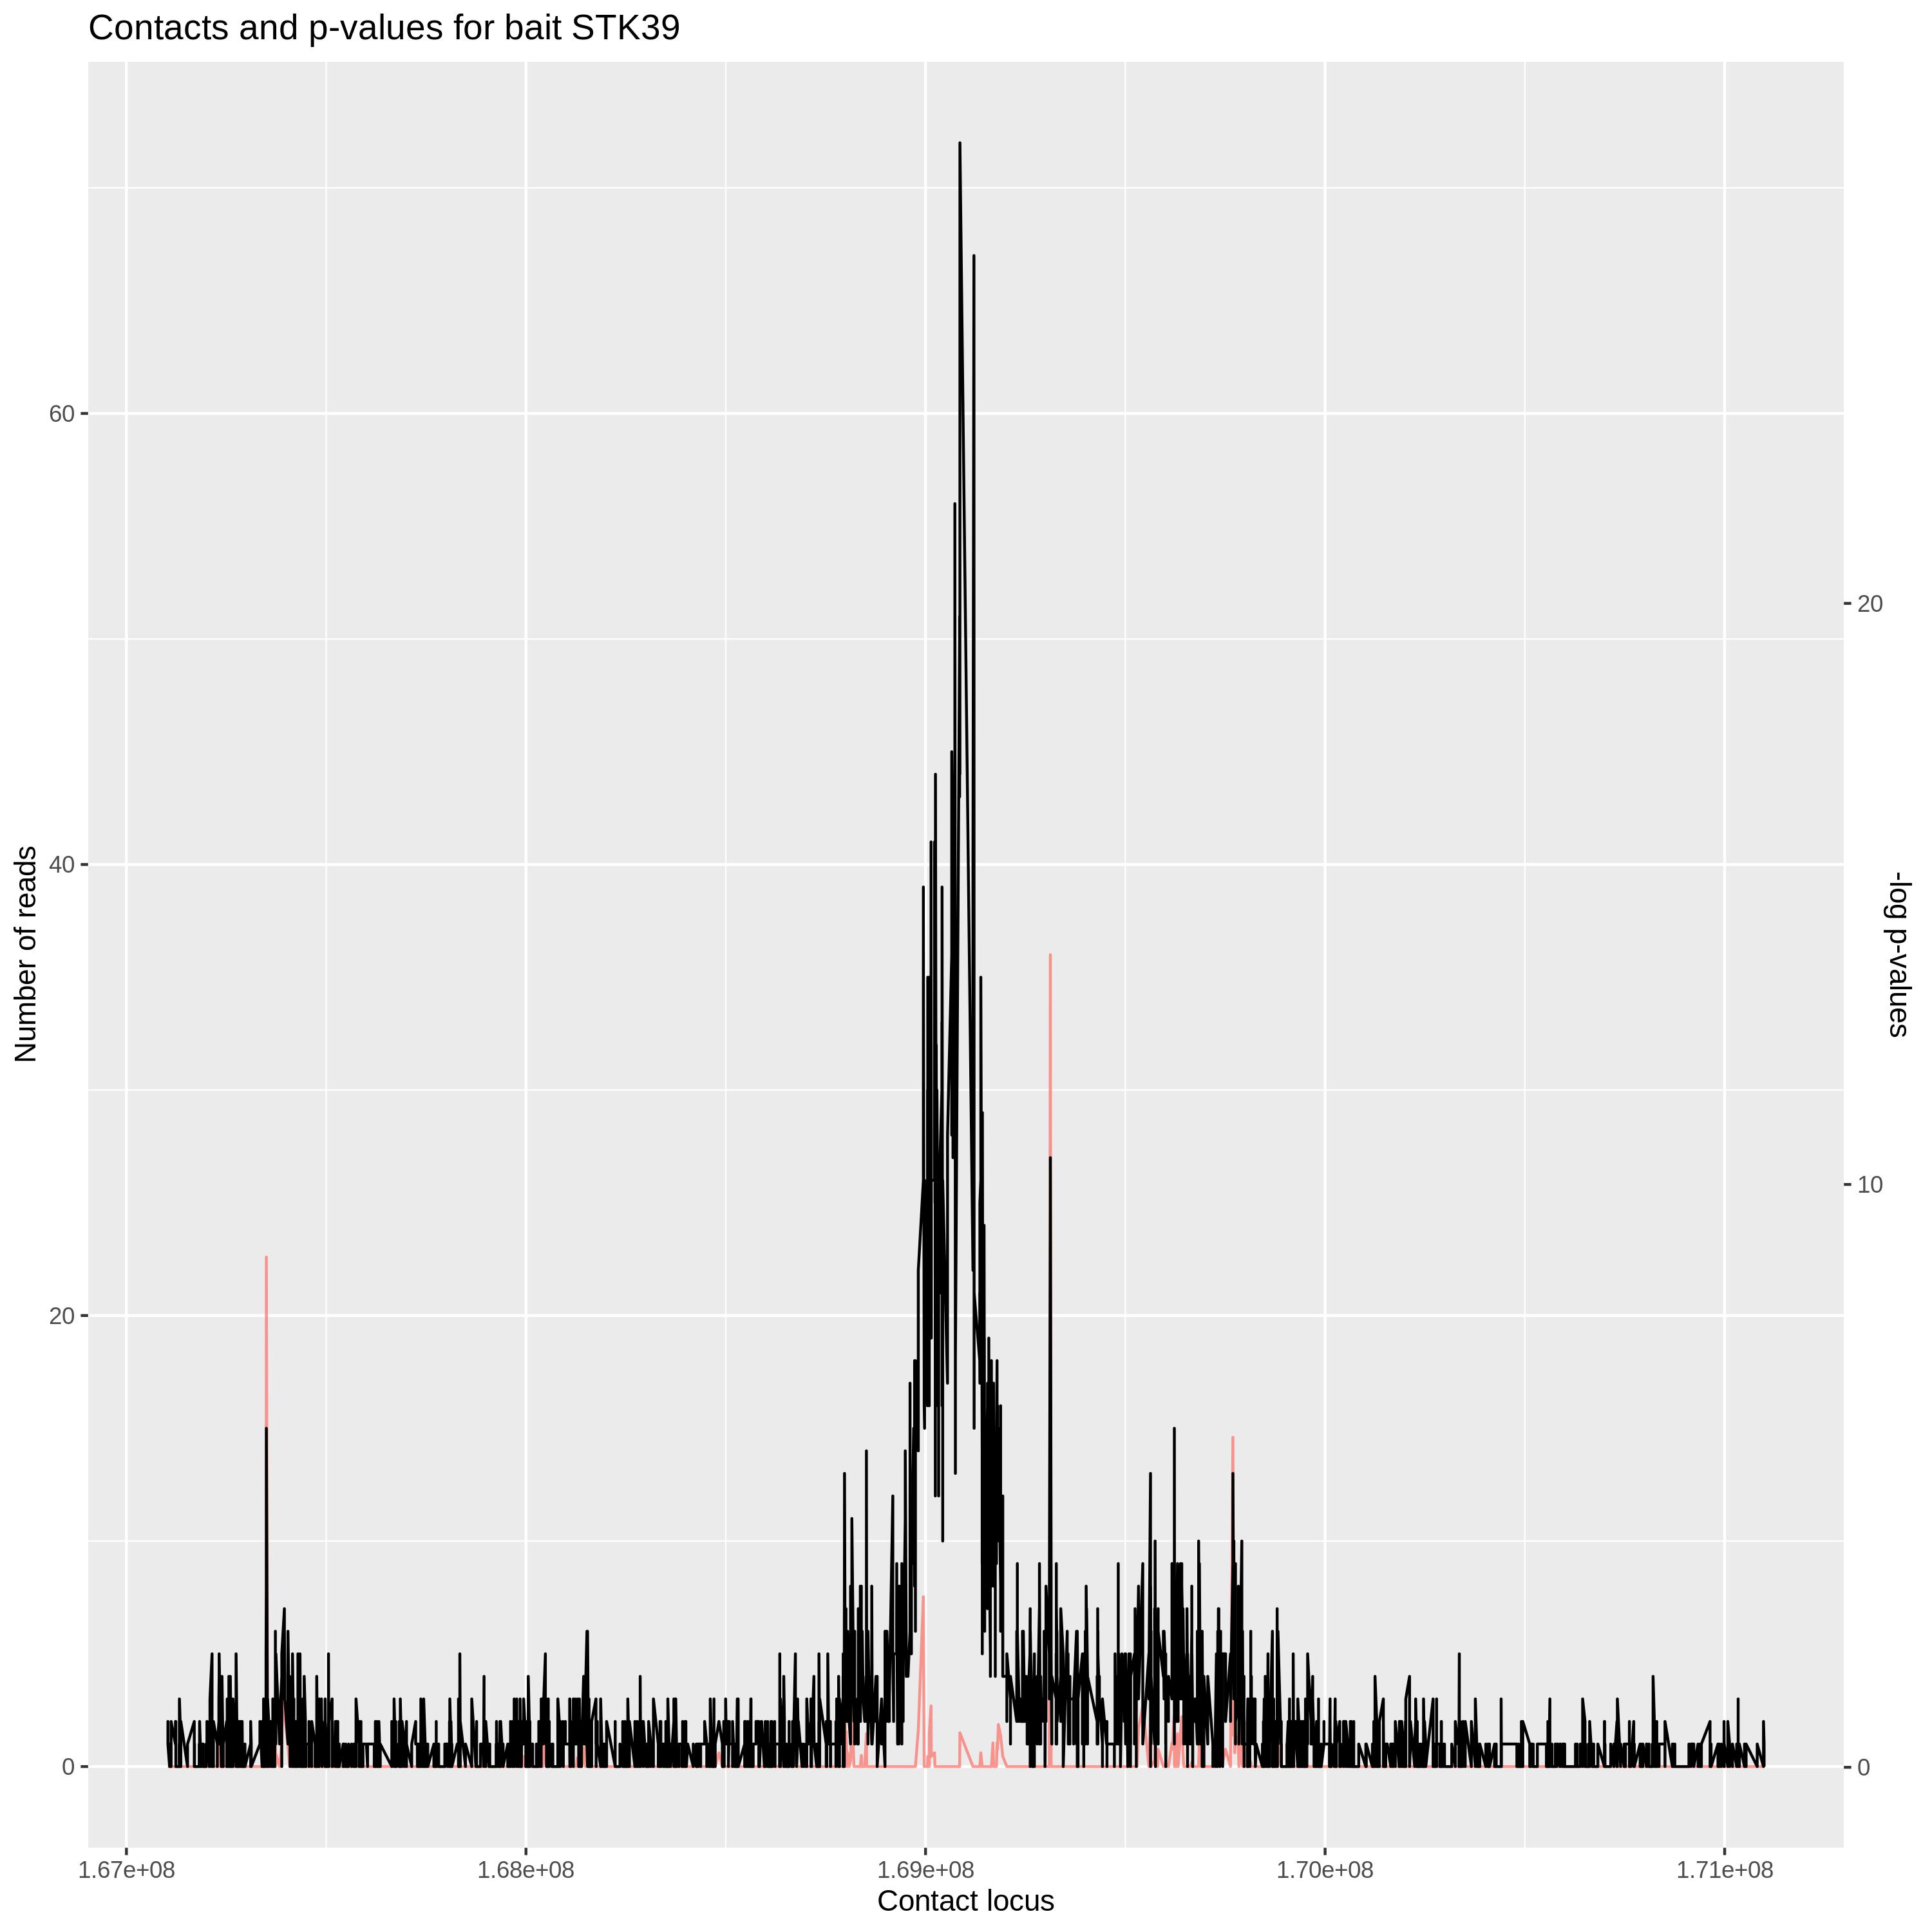 Contacts and p-values for bait STK39
60
40
20
0
Number of reads
20
10
0
-log p-values
1.67e+08 1.68e+08 1.69e+08 1.70e+08 1.71e+08
Contact locus